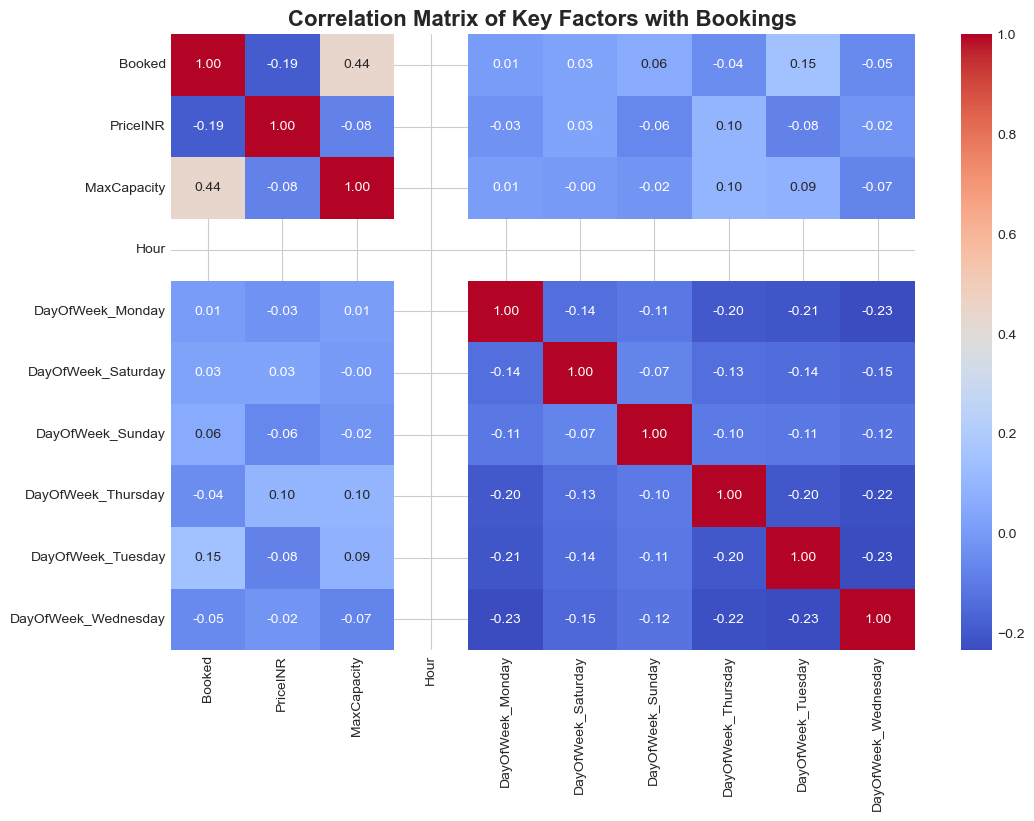 Correlation Matrix of Key Factors with Bookings
Booked 1.00 -0.19 0.44 0.01 0.03 0.06 -0.04 0.15 -0.05
PriceINR -0.19 1.00 -0.08 -0.03 0.03 -0.06 0.10 -0.08 -0.02
MaxCapacity 0.44 -0.08 1.00 0.01 -0.00 -0.02 0.10 0.09 -0.07
Hour
DayOfWeek_Monday 0.01 -0.03 0.01 1.00 -0.14 -0.11 -0.20 -0.21 -0.23
DayOfWeek_Saturday 0.03 0.03 -0.00 -0.14 1.00 -0.07 -0.13 -0.14 -0.15
DayOfWeek_Sunday 0.06 -0.06 -0.02 -0.11 -0.07 1.00 -0.10 -0.11 -0.12
DayOfWeek_Thursday -0.04 0.10 0.10 -0.20 -0.13 -0.10 1.00 -0.20 -0.22
DayOfWeek_Tuesday 0.15 -0.08 0.09 -0.21 -0.14 -0.11 -0.20 1.00 -0.23
DayOfWeek_Wednesday -0.05 -0.02 -0.07 -0.23 -0.15 -0.12 -0.22 -0.23 1.00
Booked
PriceINR
MaxCapacity
Hour
DayOfWeek_Monday
DayOfWeek_Saturday
DayOfWeek_Sunday
DayOfWeek_Thursday
DayOfWeek_Tuesday
DayOfWeek_Wednesday
1.0
0.8
0.6
0.4
0.2
0.0
−0.2